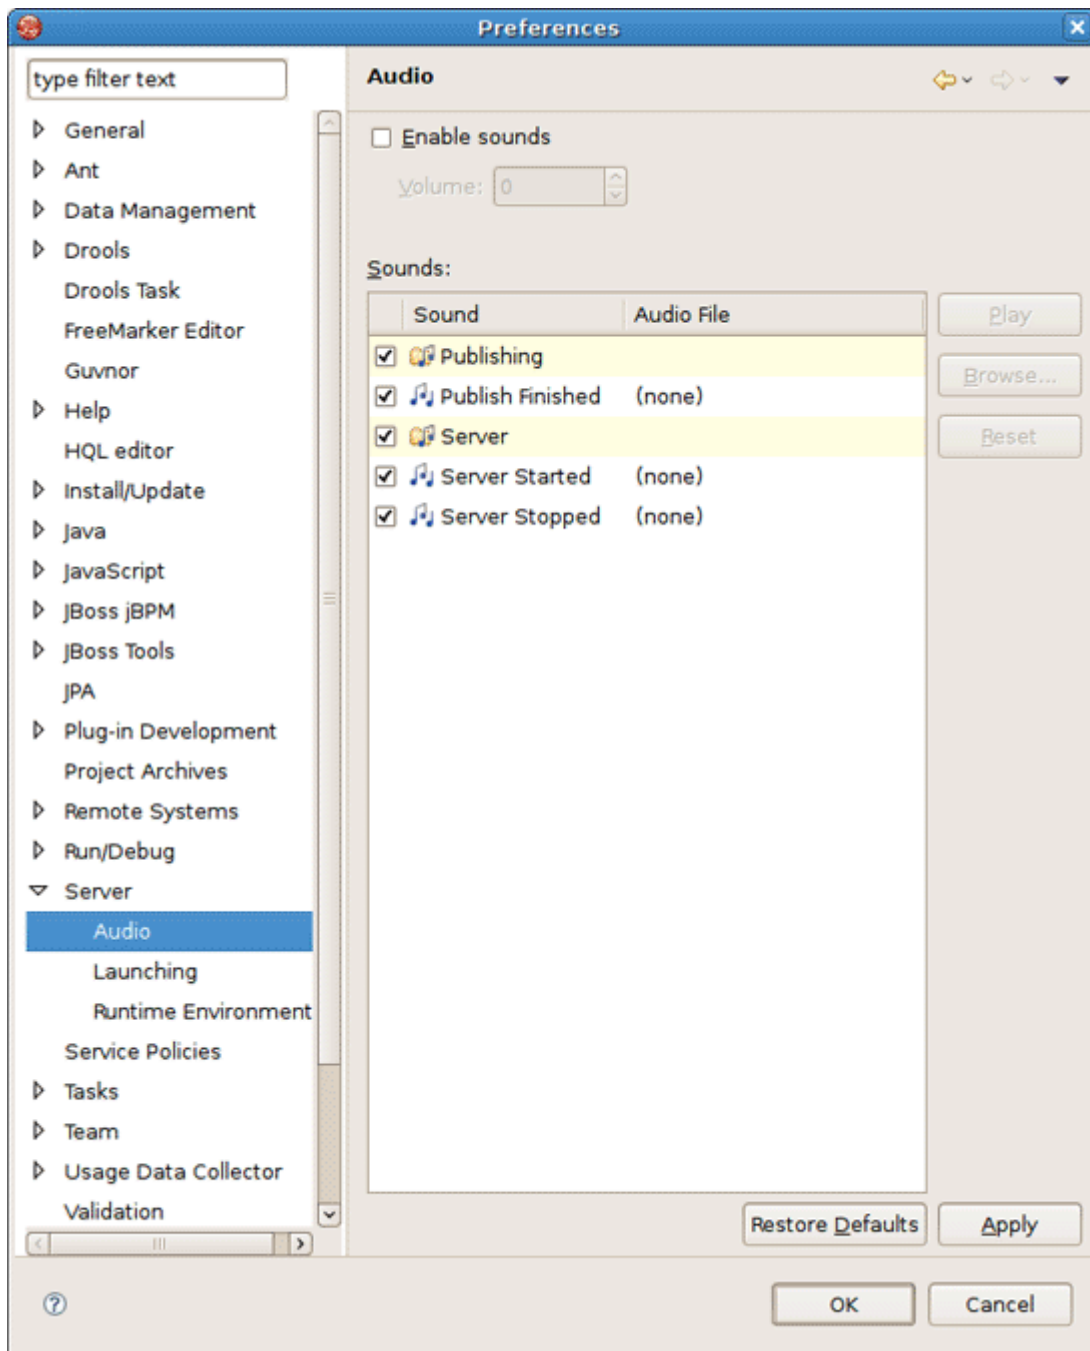 Preferences
type filter text
General
Ant
Data Management
Drools
Drools Task
FreeMarker Editor
Guvnor
Help
HQL editor
Install/Update
Java
JavaScript
JBoss jBPM
JBoss Tools
JPA
Plug-in Development
Project Archives
Remote Systems
Run/Debug
Server
Audio
Launching
Runtime Environment
Service Policies
Tasks
Team
Usage Data Collector
Validation
Audio
Enable sounds
Volume: 0
Sounds:
Sound Audio File
Publishing
Publish Finished (none)
Server
Server Started (none)
Server Stopped (none)
Play
Browse...
Reset
Restore Defaults Apply
OK Cancel